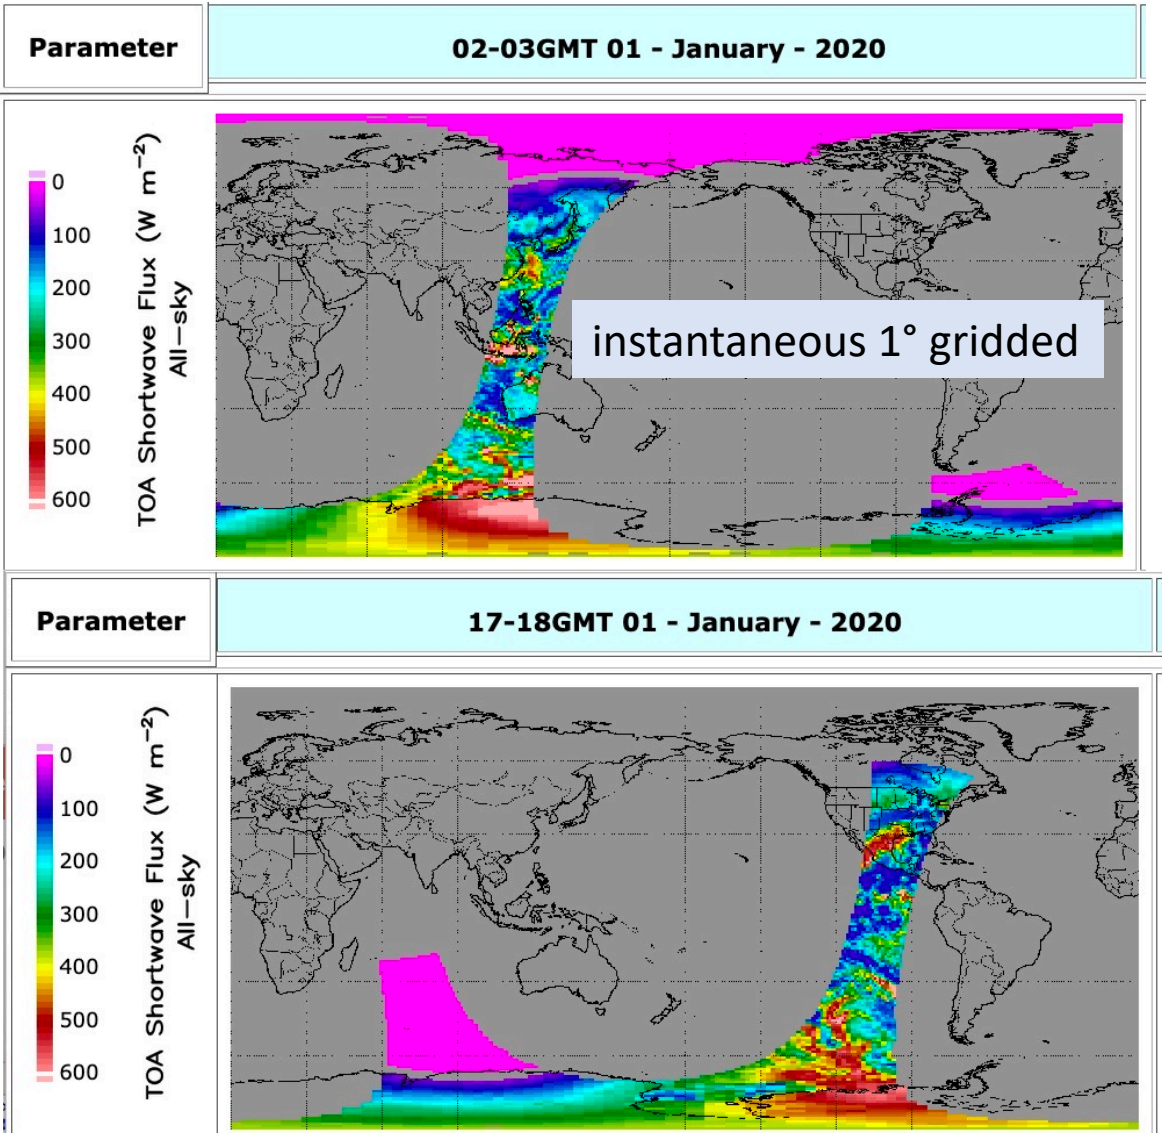 Parameter
02-03GMT 01 - January - 2020
TOA Shortwave Flux (W m⁻²)
All-sky
0
100
200
300
400
500
600
instantaneous 1° gridded
Parameter
17-18GMT 01 - January - 2020
TOA Shortwave Flux (W m⁻²)
All-sky
0
100
200
300
400
500
600